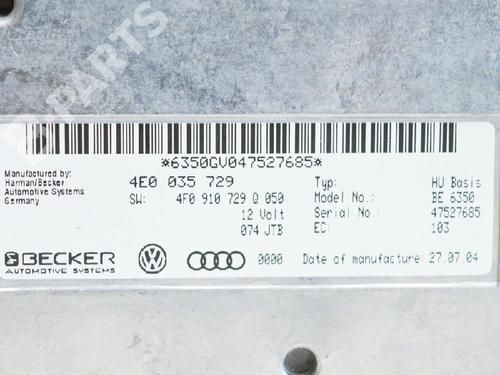 B-PARTS
*6350GV047527685*
Manufactured by:
Harman/Becker
Automotive Systems
Germany
4E0 035 729
SW: 4F0 910 729 Q 050
12 Volt
074 JTB
Typ: HU Basis
Model No.: BE 6350
Serial No.: 47527685
EC: 103
BECKER
AUTOMOTIVE SYSTEMS
0000
Date of manufacture: 27.07.04